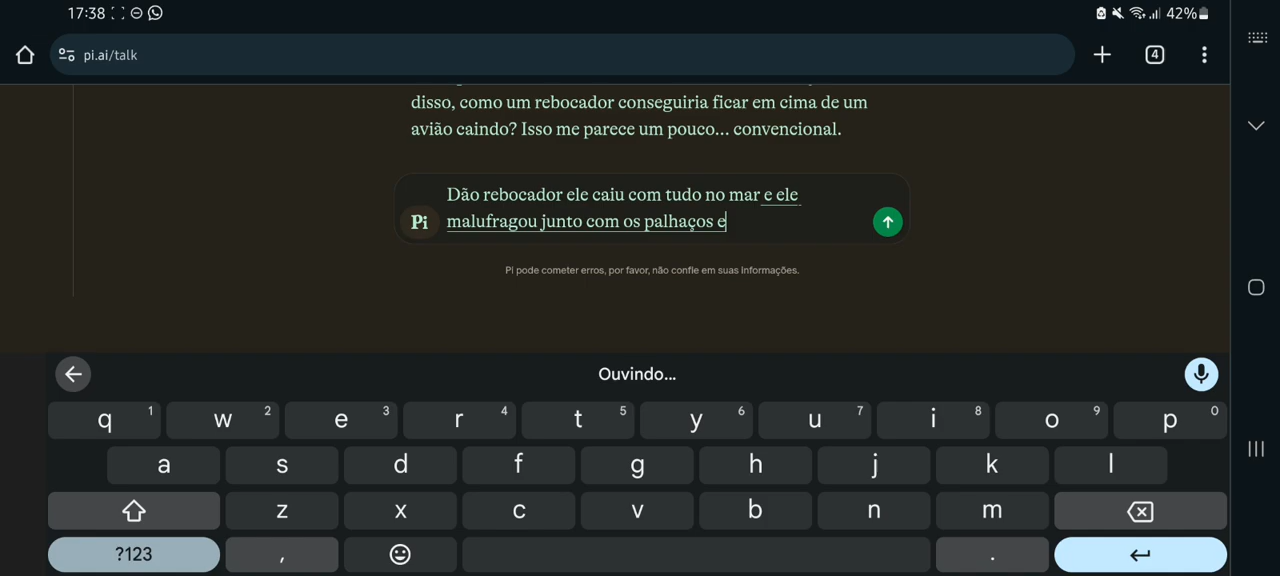 17:38
42%
pi.ai/talk
4
disso, como um rebocador conseguiria ficar em cima de um
avião caindo? Isso me parece um pouco... convencional.
Dão rebocador ele caiu com tudo no mar e ele
malufragou junto com os palhaços e
Pi
Pi pode cometer erros, por favor, não confie em suas informações.
Ouvindo...
q 1 w 2 e 3 r 4 t 5 y 6 u 7 i 8 o 9 p 0
a s d f g h j k l
z x c v b n m
?123 , .